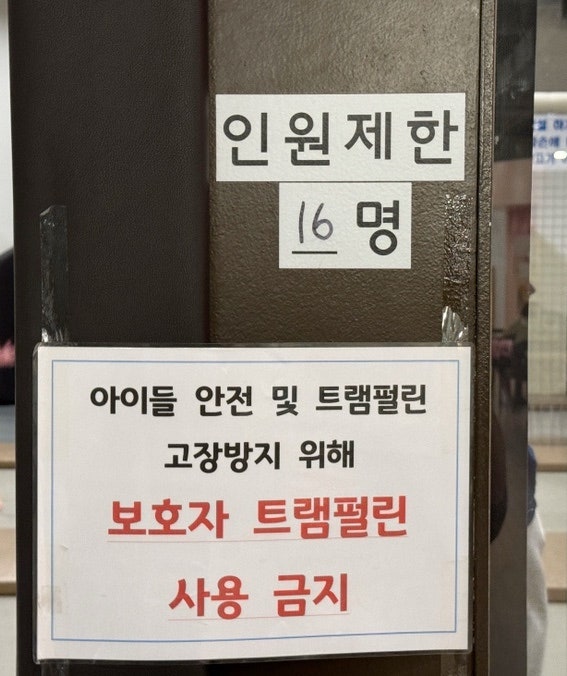 인원제한
16 명
아이들 안전 및 트램펄린
고장방지 위해
보호자 트램펄린
사용 금지